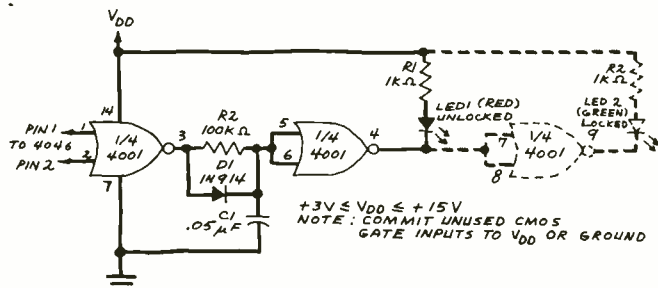 VDD
14
PIN 1
TO 4046
PIN 2
1
2
1/4
4001
7
3
R2
100KΩ
D1
1N914
C1
.05µF
5
6
1/4
4001
4
R1
1KΩ
LED1 (RED)
UNLOCKED
7
8
1/4
4001
9
R2
1KΩ
LED 2
(GREEN)
LOCKED
+3V ≤ VDD ≤ +15V
NOTE: COMMIT UNUSED CMOS
GATE INPUTS TO VDD OR GROUND